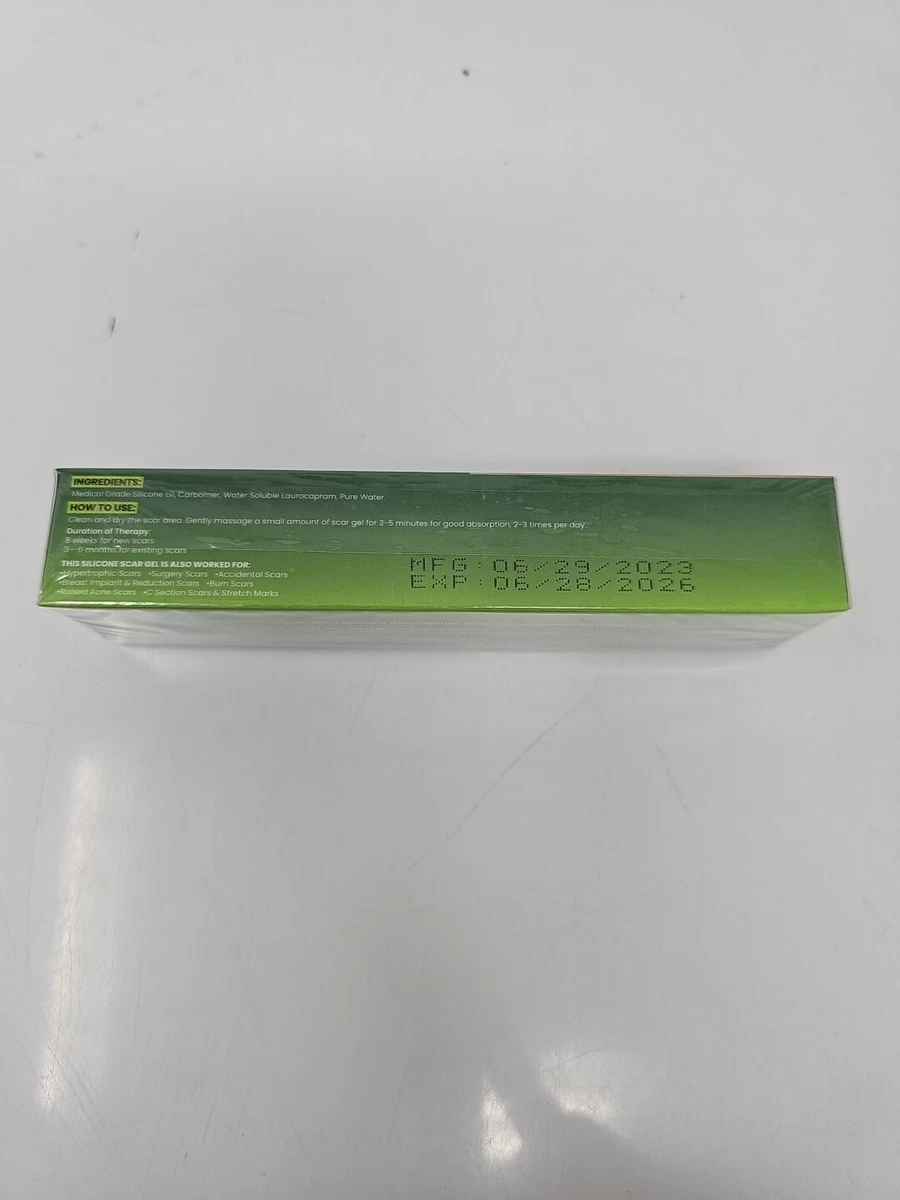 INGREDIENTS:
Medical Grade Silicone oil, Carbomer, Water Soluble Laurocapram, Pure Water.
HOW TO USE:
Clean and dry the scar area. Gently massage a small amount of scar gel for 3-5 minutes for good absorption, 2-3 times per day.
Duration of Therapy:
8 weeks for new scars
3 - 6 months for existing scars
THIS SILICONE SCAR GEL IS ALSO WORKED FOR:
•Hypertrophic Scars •Surgery Scars •Accidental Scars
•Breast Implant & Reduction Scars •Burn Scars
•Raised Acne Scars •C Section Scars & Stretch Marks
MFG:06/29/2023
EXP:06/28/2026